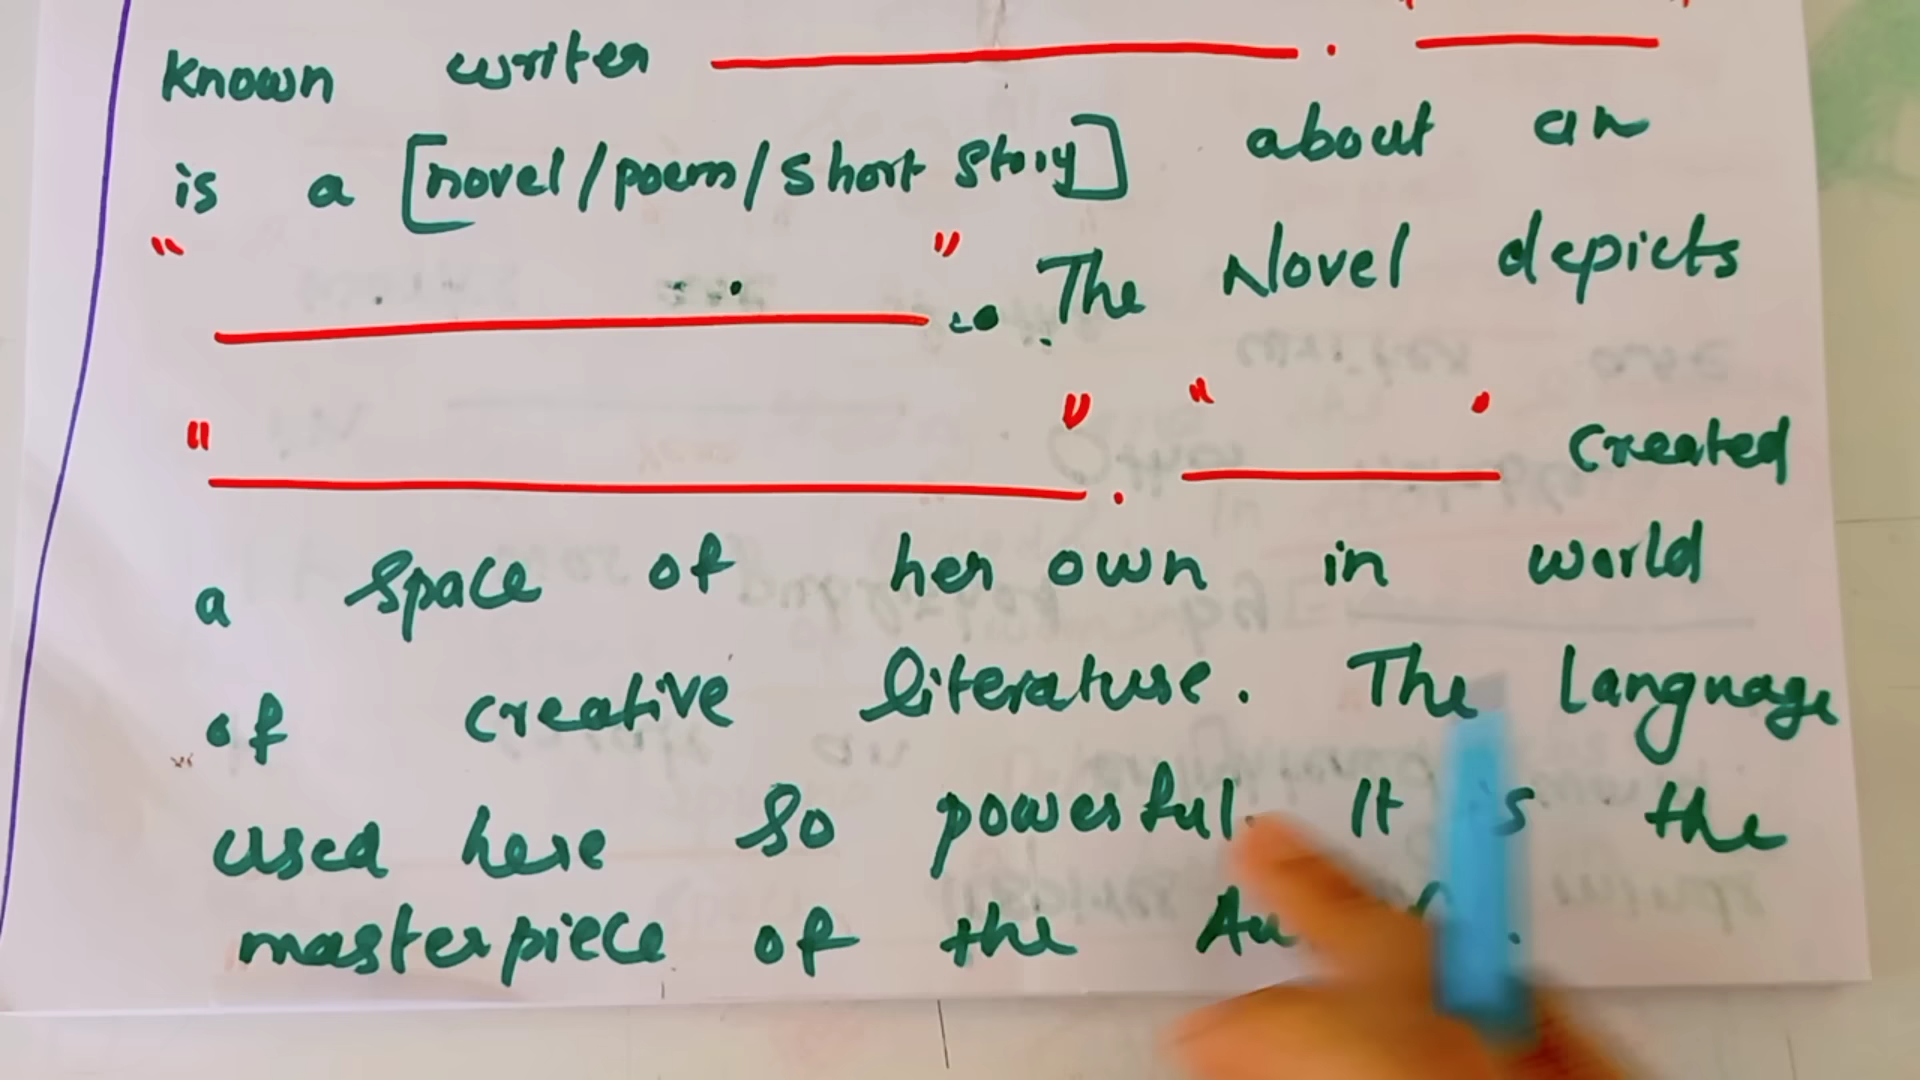 Known writer ________ . ________
is a [novel/poem/short story] about an
" ________ " . The Novel depicts
" ________ " . " ________ " created
a space of her own in world
of creative literature. The language
used here so powerful. It is the
masterpiece of the